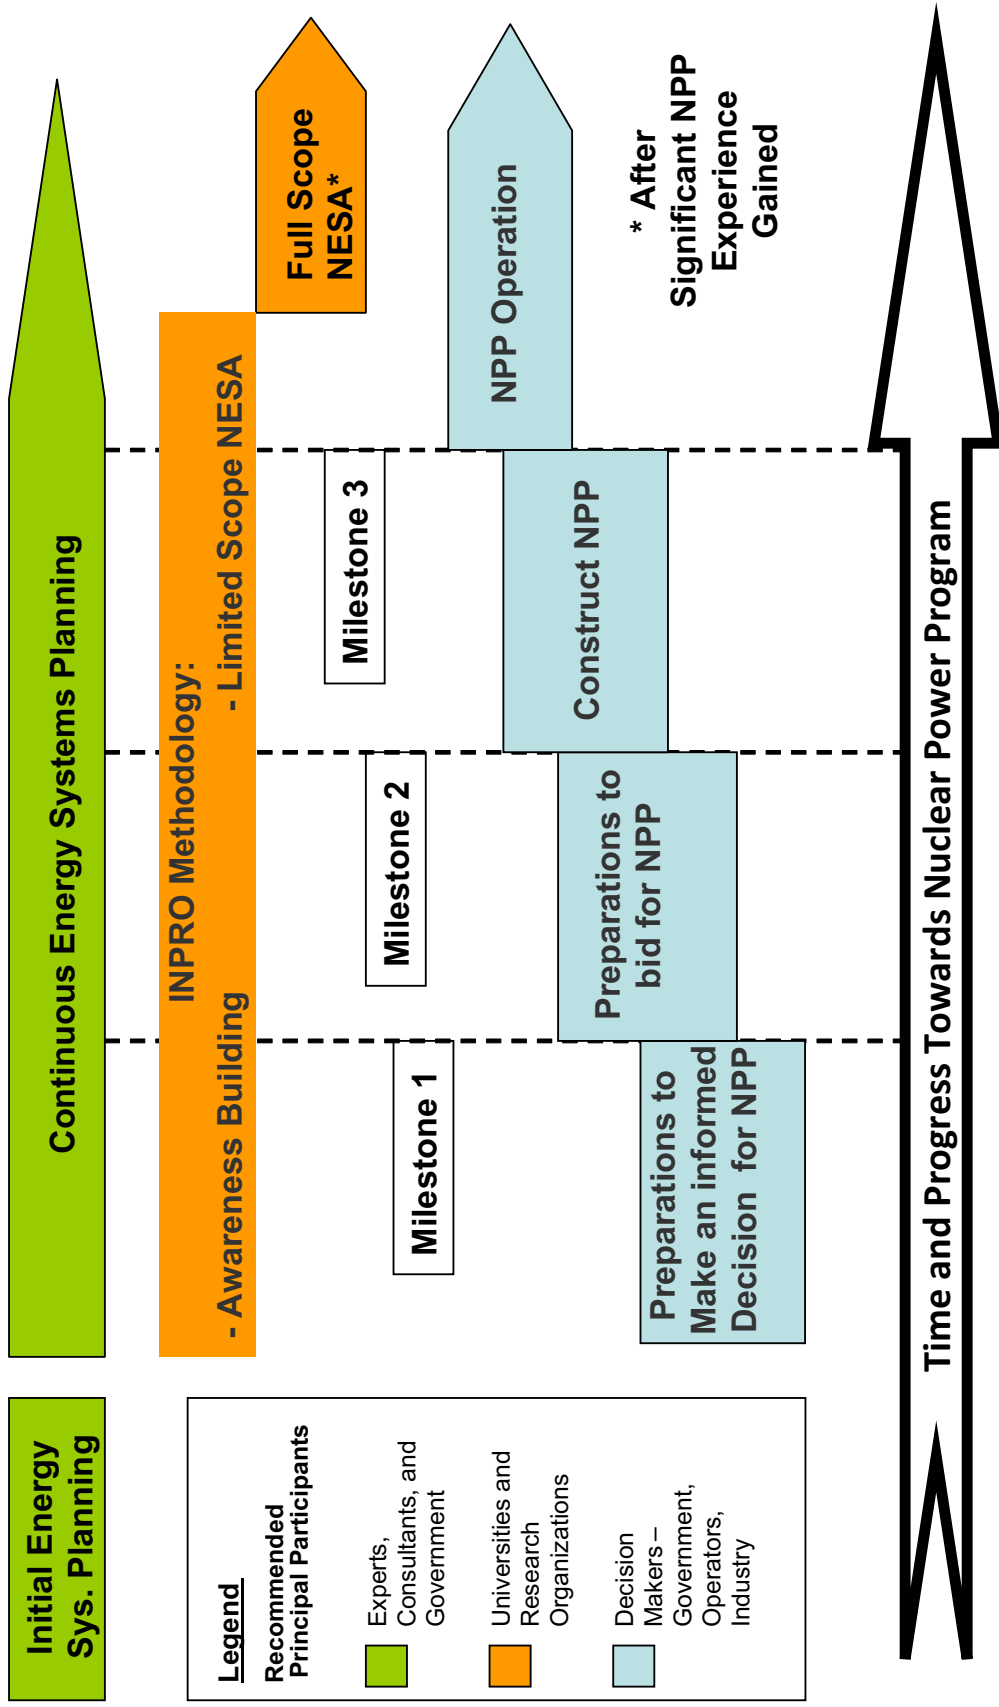 Initial Energy
Sys. Planning
Continuous Energy Systems Planning
INPRO Methodology:
- Awareness Building
- Limited Scope NESA
Full Scope
NESA*
Milestone 1
Milestone 2
Milestone 3
Preparations to
Make an informed
Decision for NPP
Preparations to
bid for NPP
Construct NPP
NPP Operation
* After
Significant NPP
Experience
Gained
Legend
Recommended
Principal Participants
Experts,
Consultants, and
Government
Universities and
Research
Organizations
Decision
Makers –
Government,
Operators,
Industry
Time and Progress Towards Nuclear Power Program